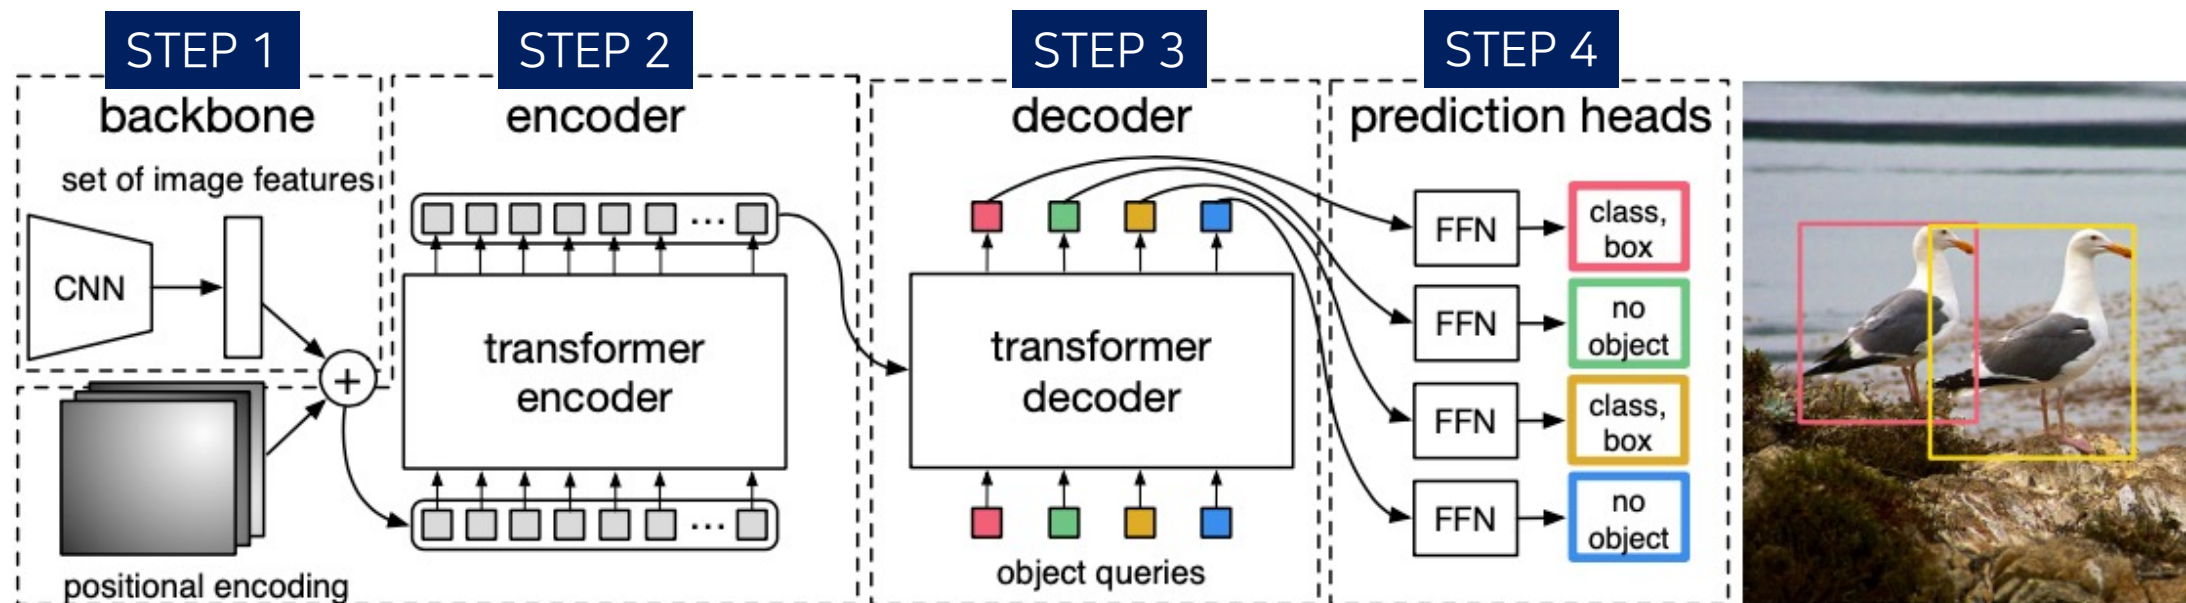 STEP 1
backbone
set of image features
CNN
+
positional encoding
STEP 2
encoder
...
transformer
encoder
...
STEP 3
decoder
transformer
decoder
object queries
STEP 4
prediction heads
FFN
class,
box
FFN
no
object
FFN
class,
box
FFN
no
object